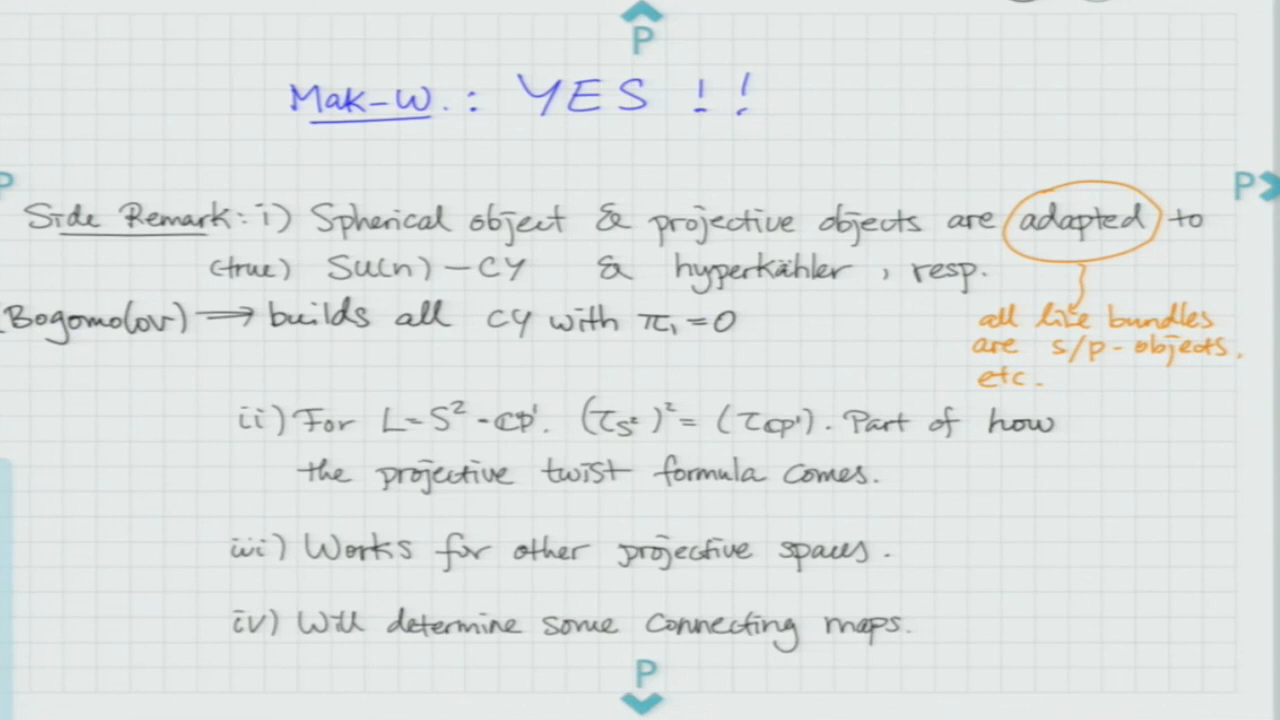 P
Mak-W.: YES !!
P
P
Side Remark: i) Spherical object & projective objects are adapted to
(true) SU(n)-CY & hyperkähler, resp.
(Bogomolov) ⟹ builds all CY with π₁=0
all line bundles
are s/p-objects.
etc.
ii) For L=S²=CP¹. (τ_S²)²=(τ_CP¹). Part of how
the projective twist formula comes.
iii) Works for other projective spaces.
iv) Will determine some connecting maps.
P